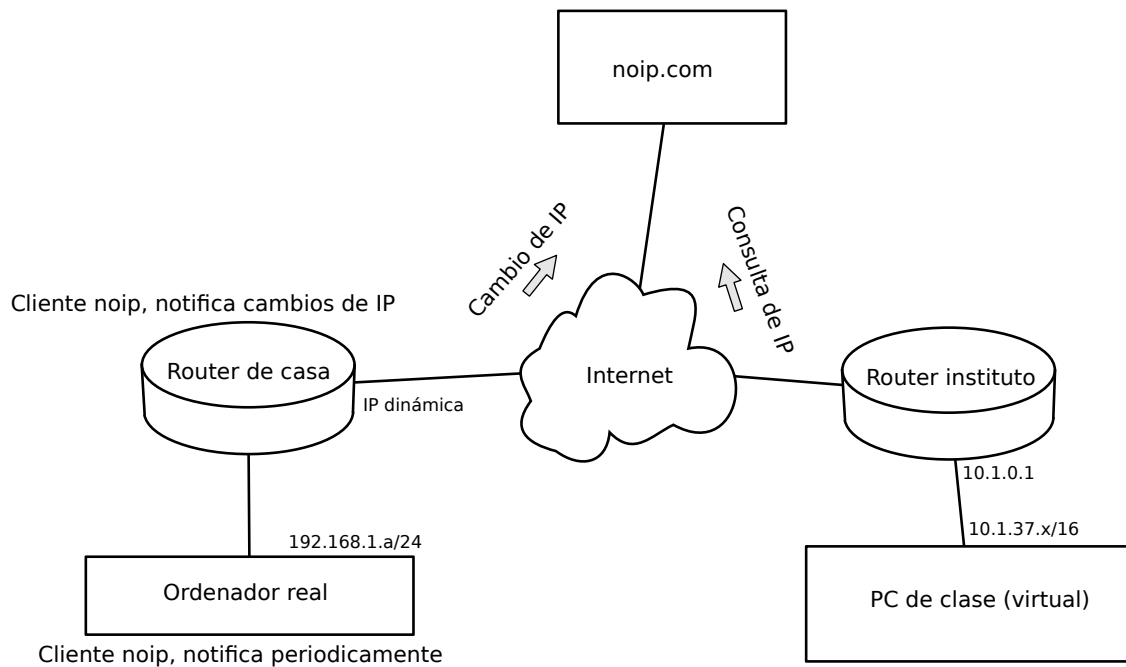 noip.com
Cambio de IP
Consulta de IP
Cliente noip, notifica cambios de IP
Router de casa
IP dinámica
Internet
Router instituto
10.1.0.1
192.168.1.a/24
10.1.37.x/16
Ordenador real
PC de clase (virtual)
Cliente noip, notifica periodicamente